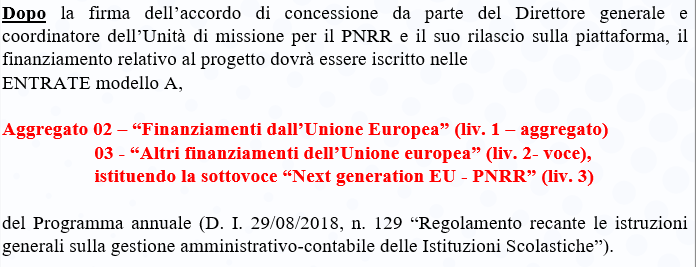 Dopo la firma dell’accordo di concessione da parte del Direttore generale e
coordinatore dell’Unità di missione per il PNRR e il suo rilascio sulla piattaforma, il
finanziamento relativo al progetto dovrà essere iscritto nelle
ENTRATE modello A,
Aggregato 02 – “Finanziamenti dall’Unione Europea” (liv. 1 – aggregato)
03 - “Altri finanziamenti dell’Unione europea” (liv. 2- voce),
istituendo la sottovoce “Next generation EU - PNRR” (liv. 3)
del Programma annuale (D. I. 29/08/2018, n. 129 “Regolamento recante le istruzioni
generali sulla gestione amministrativo-contabile delle Istituzioni Scolastiche”).